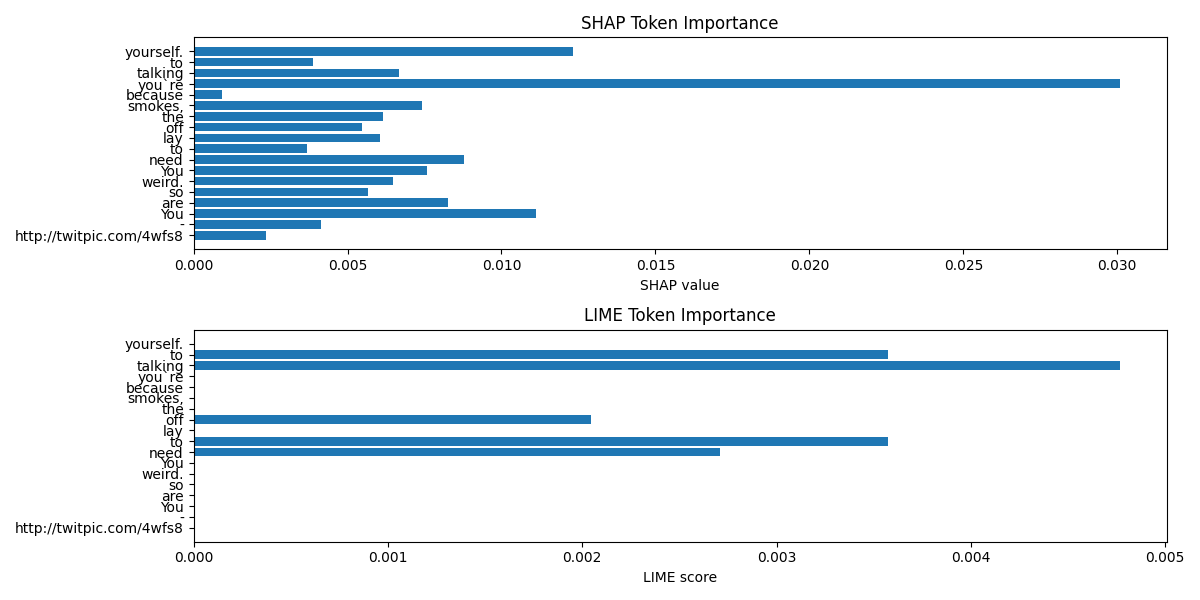 SHAP Token Importance
yourself.
to
talking
you`re
because
smokes,
the
off
lay
to
need
You
weird.
so
are
You
-
http://twitpic.com/4wfs8
0.000 0.005 0.010 0.015 0.020 0.025 0.030
SHAP value
LIME Token Importance
yourself.
to
talking
you`re
because
smokes,
the
off
lay
to
need
You
weird.
so
are
You
-
http://twitpic.com/4wfs8
0.000 0.001 0.002 0.003 0.004 0.005
LIME score